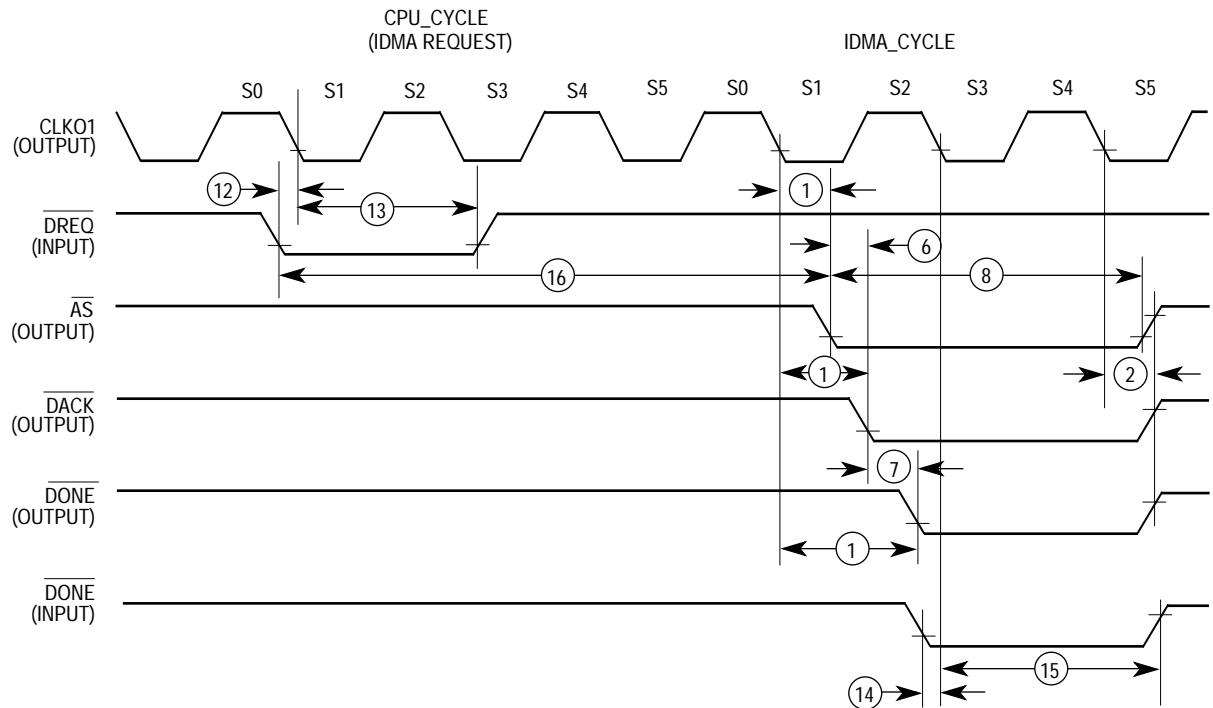 CPU_CYCLE
(IDMA REQUEST)
IDMA_CYCLE
S0 S1 S2 S3 S4 S5 S0 S1 S2 S3 S4 S5
CLKO1
(OUTPUT)
12
13
1
DREQ
(INPUT)
6
16
8
AS
(OUTPUT)
1
2
DACK
(OUTPUT)
7
DONE
(OUTPUT)
1
DONE
(INPUT)
15
14